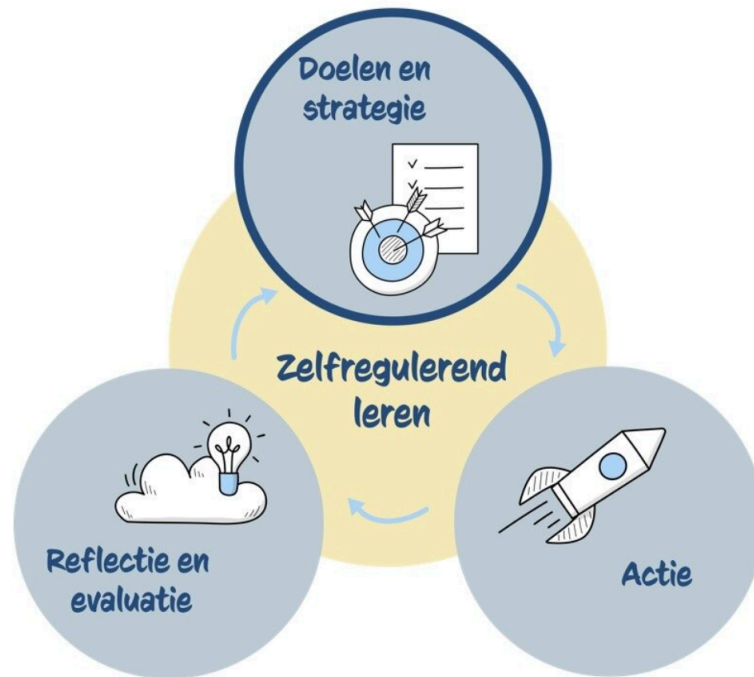 Doelen en
strategie
Zelfregulerend
leren
Reflectie en
evaluatie
Actie